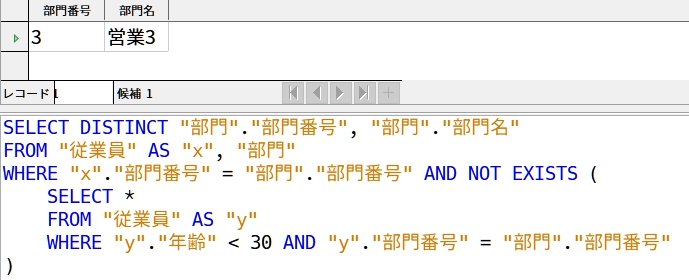 部門番号 部門名
3 営業3
レコード 1 候補 1
SELECT DISTINCT "部門"."部門番号", "部門"."部門名"
FROM "従業員" AS "x", "部門"
WHERE "x"."部門番号" = "部門"."部門番号" AND NOT EXISTS (
    SELECT *
    FROM "従業員" AS "y"
    WHERE "y"."年齢" < 30 AND "y"."部門番号" = "部門"."部門番号"
)